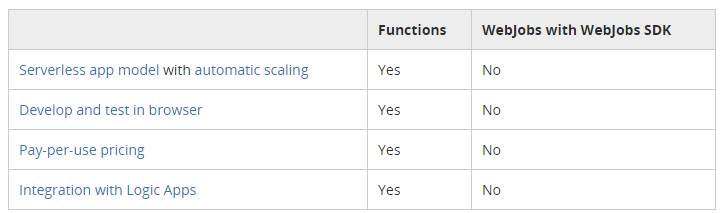 Functions WebJobs with WebJobs SDK
Serverless app model with automatic scaling Yes No
Develop and test in browser Yes No
Pay-per-use pricing Yes No
Integration with Logic Apps Yes No